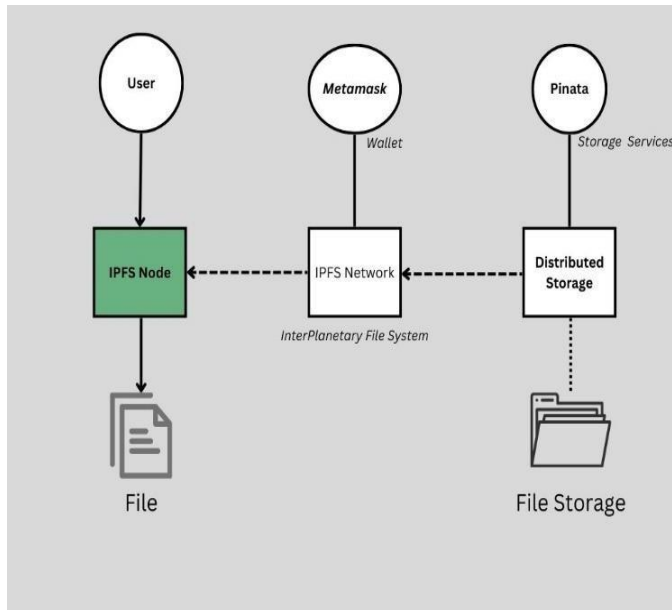 User
Metamask
Pinata
Wallet
Storage Services
IPFS Node
IPFS Network
Distributed
Storage
InterPlanetary File System
File
File Storage